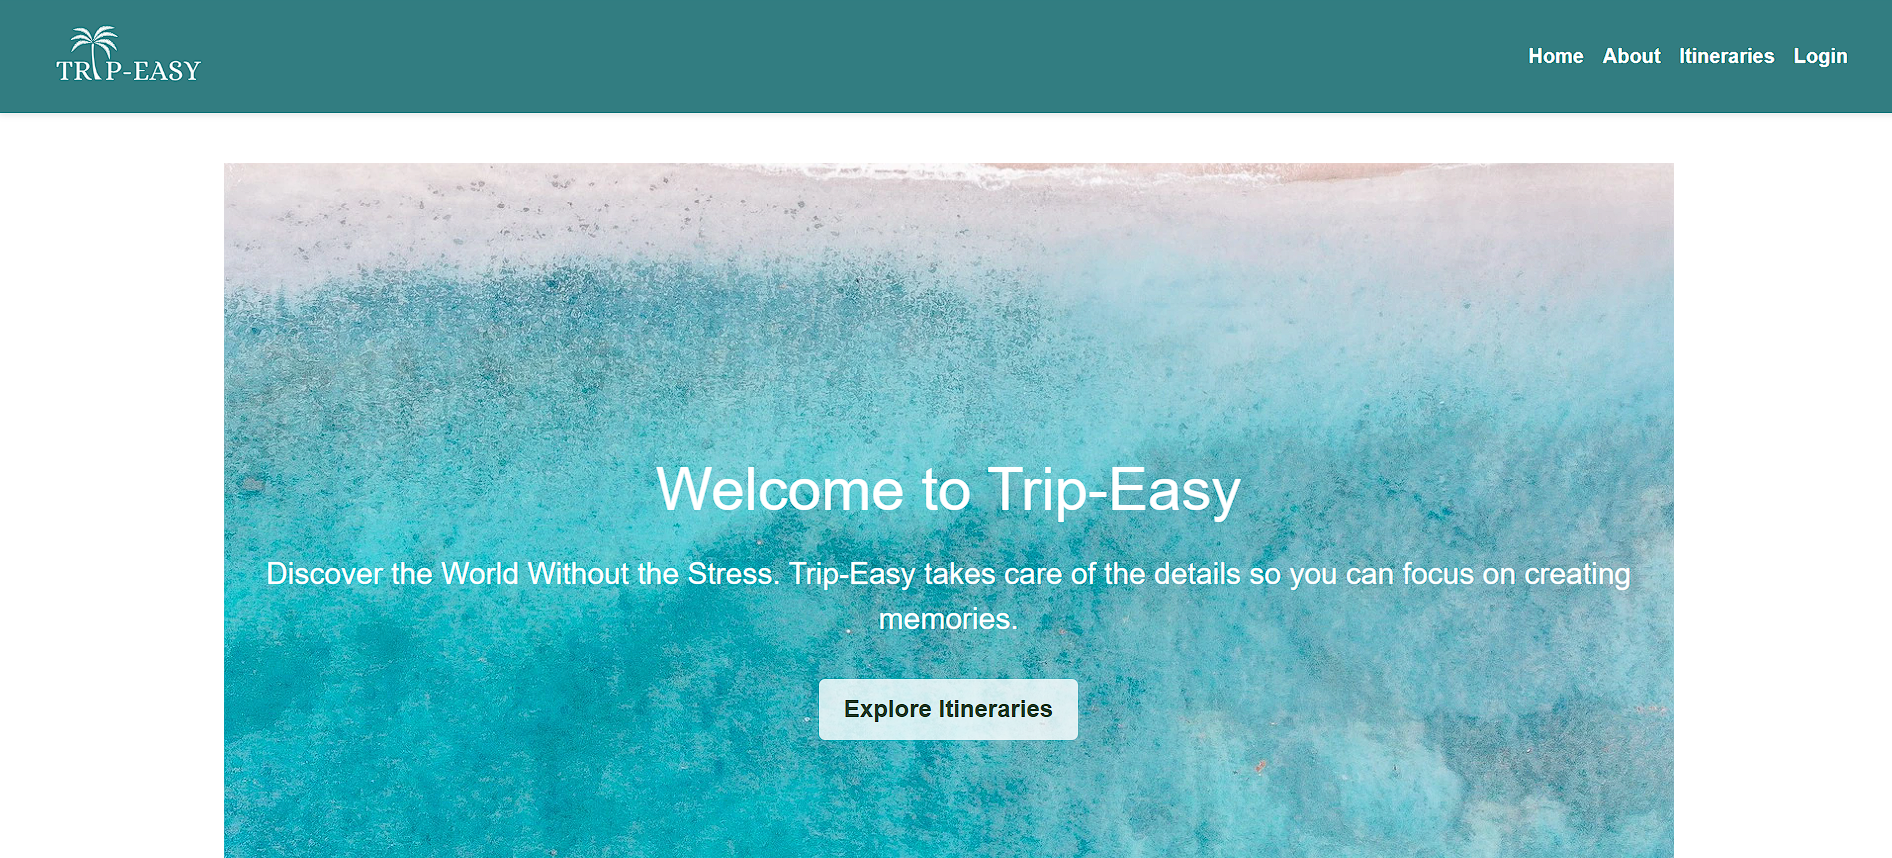 TRIP-EASY
Home About Itineraries Login
Welcome to Trip-Easy
Discover the World Without the Stress. Trip-Easy takes care of the details so you can focus on creating
memories.
Explore Itineraries